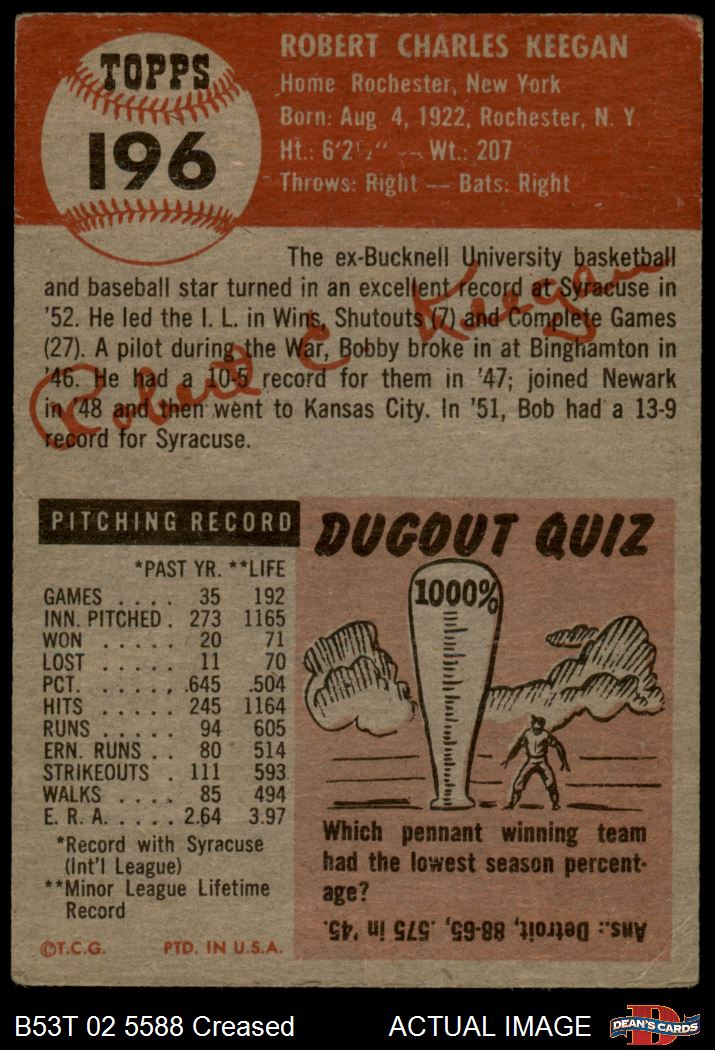 TOPPS
196
ROBERT CHARLES KEEGAN
Home Rochester, New York
Born: Aug 4, 1922, Rochester, N. Y.
Ht.: 6'2½" -- Wt.: 207
Throws: Right -- Bats: Right
The ex-Bucknell University basketball
and baseball star turned in an excellent record at Syracuse in
'52. He led the I. L. in Wins, Shutouts (7) and Complete Games
(27). A pilot during the War, Bobby broke in at Binghamton in
'46. He had a 10-5 record for them in '47; joined Newark
in '48 and then went to Kansas City. In '51, Bob had a 13-9
record for Syracuse.
Robert C. Keegan
PITCHING RECORD
*PAST YR. **LIFE
GAMES .... 35 192
INN. PITCHED . 273 1165
WON ..... 20 71
LOST ..... 11 70
PCT. ..... .645 .504
HITS ..... 245 1164
RUNS ..... 94 605
ERN. RUNS .. 80 514
STRIKEOUTS . 111 593
WALKS .... 85 494
E. R. A. .... 2.64 3.97
*Record with Syracuse
(Int'l League)
**Minor League Lifetime
Record
©T.C.G. PTD. IN U.S.A.
DUGOUT QUIZ
1000%
Which pennant winning team
had the lowest season percent-
age?
Ans.: Detroit, 88-65, .575 in '45.
B53T 02 5588 Creased ACTUAL IMAGE
D
DEAN'S CARDS